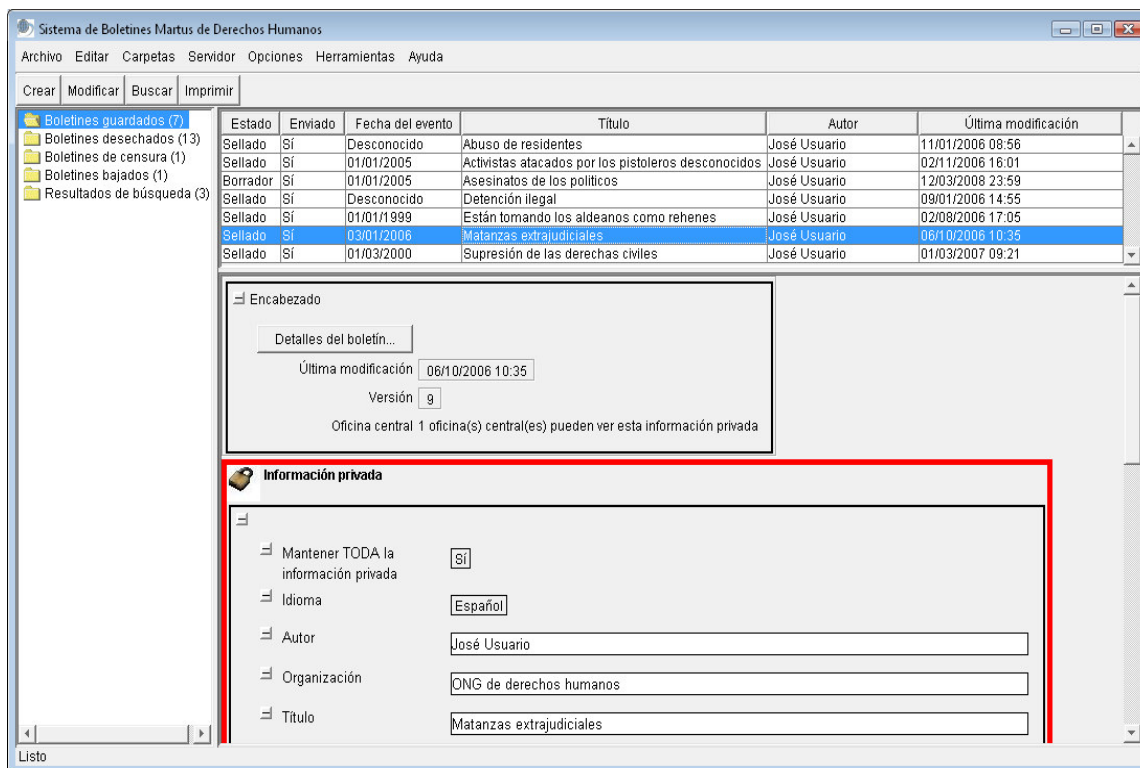 Sistema de Boletines Martus de Derechos Humanos
Archivo Editar Carpetas Servidor Opciones Herramientas Ayuda
Crear Modificar Buscar Imprimir
Boletines guardados (7)
Boletines desechados (13)
Boletines de censura (1)
Boletines bajados (1)
Resultados de búsqueda (3)
Estado Enviado Fecha del evento Título Autor Última modificación
Sellado Sí Desconocido Abuso de residentes José Usuario 11/01/2006 08:56
Sellado Sí 01/01/2005 Activistas atacados por los pistoleros desconocidos José Usuario 02/11/2006 16:01
Borrador Sí 01/01/2005 Asesinatos de los politicos José Usuario 12/03/2008 23:59
Sellado Sí Desconocido Detención ilegal José Usuario 09/01/2006 14:55
Sellado Sí 01/01/1999 Están tomando los aldeanos como rehenes José Usuario 02/08/2006 17:05
Sellado Sí 03/01/2006 Matanzas extrajudiciales José Usuario 06/10/2006 10:35
Sellado Sí 01/03/2000 Supresión de las derechas civiles José Usuario 01/03/2007 09:21
Encabezado
Detalles del boletín...
Última modificación 06/10/2006 10:35
Versión 9
Oficina central 1 oficina(s) central(es) pueden ver esta información privada
Información privada
Mantener TODA la
información privada Sí
Idioma Español
Autor José Usuario
Organización ONG de derechos humanos
Título Matanzas extrajudiciales
Listo